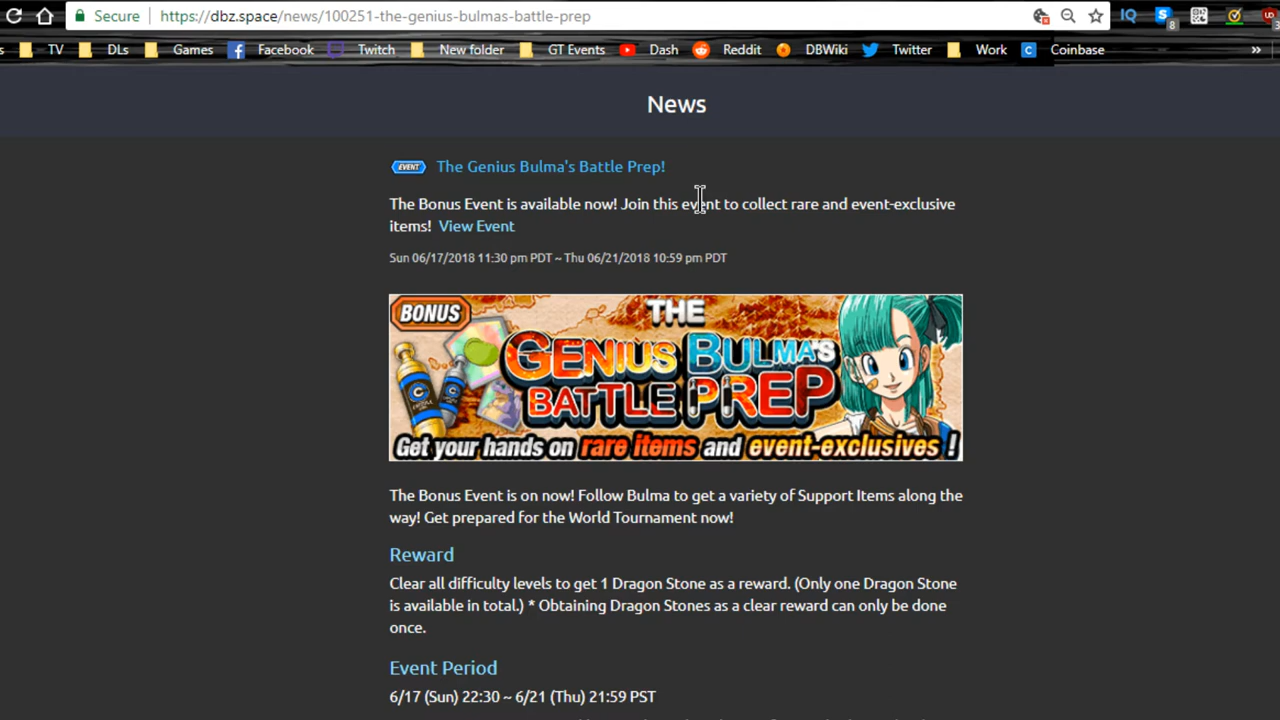 Secure https://dbz.space/news/100251-the-genius-bulmas-battle-prep
IQ 8
s TV DLs Games Facebook Twitch New folder GT Events Dash Reddit DBWiki Twitter Work Coinbase »
News
EVENT The Genius Bulma's Battle Prep!
The Bonus Event is available now! Join this event to collect rare and event-exclusive
items! View Event
Sun 06/17/2018 11:30 pm PDT ~ Thu 06/21/2018 10:59 pm PDT
BONUS
THE
GENIUS BULMA'S
BATTLE PREP
Get your hands on rare items and event-exclusives !
The Bonus Event is on now! Follow Bulma to get a variety of Support Items along the
way! Get prepared for the World Tournament now!
Reward
Clear all difficulty levels to get 1 Dragon Stone as a reward. (Only one Dragon Stone
is available in total.) * Obtaining Dragon Stones as a clear reward can only be done
once.
Event Period
6/17 (Sun) 22:30 ~ 6/21 (Thu) 21:59 PST